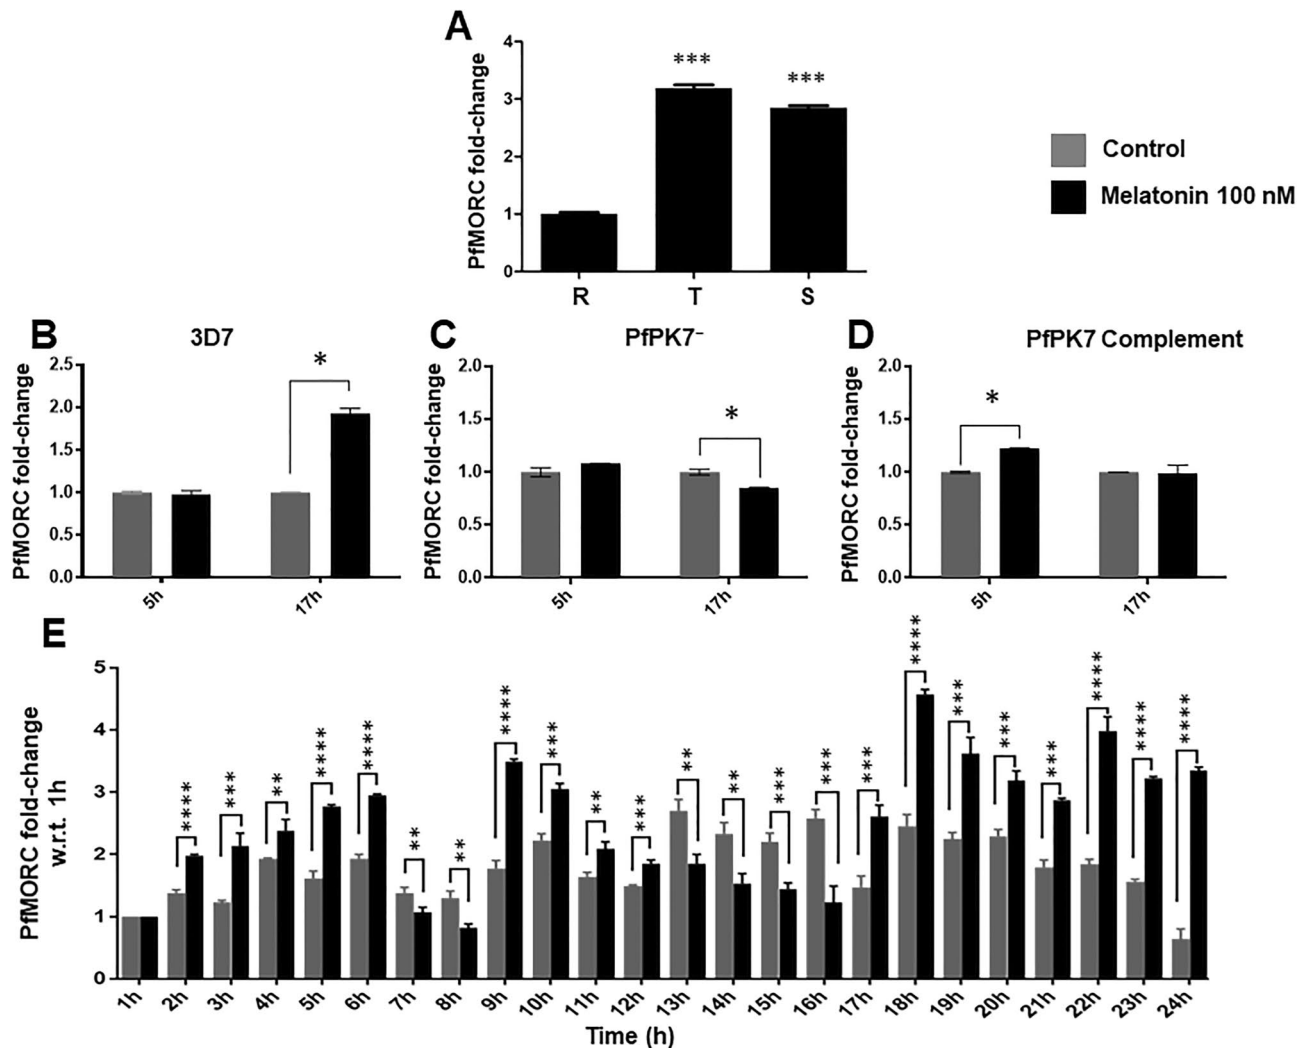 A
PfMORC fold-change
4
3
2
1
0
***
***
R T S
Control
Melatonin 100 nM
B
3D7
PfMORC fold-change
2.5
2.0
1.5
1.0
0.5
0.0
*
5h 17h
C
PfPK7⁻
PfMORC fold-change
2.0
1.5
1.0
0.5
0.0
*
5h 17h
D
PfPK7 Complement
PfMORC fold-change
2.0
1.5
1.0
0.5
0.0
*
5h 17h
E
PfMORC fold-change
w.r.t. 1h
5
4
3
2
1
0
**** *** ** **** **** ** ** **** *** ** *** ** ** *** *** *** **** *** *** *** **** **** ****
1h 2h 3h 4h 5h 6h 7h 8h 9h 10h 11h 12h 13h 14h 15h 16h 17h 18h 19h 20h 21h 22h 23h 24h
Time (h)